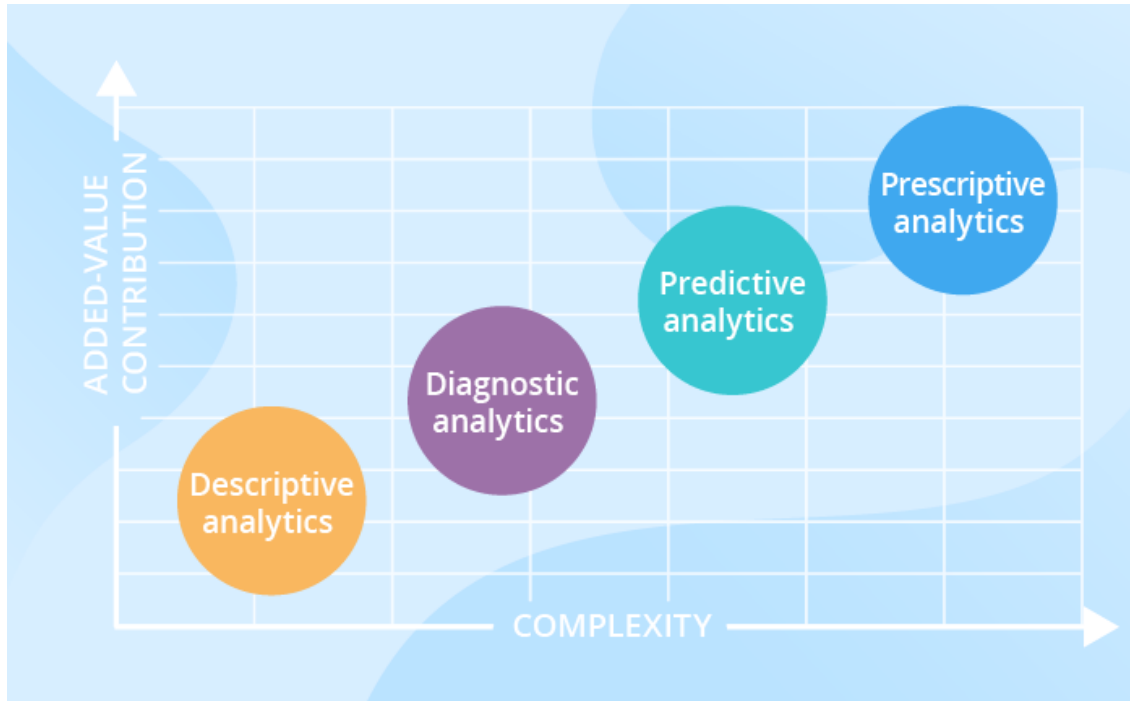 ADDED-VALUE
CONTRIBUTION
Prescriptive
analytics
Predictive
analytics
Diagnostic
analytics
Descriptive
analytics
COMPLEXITY